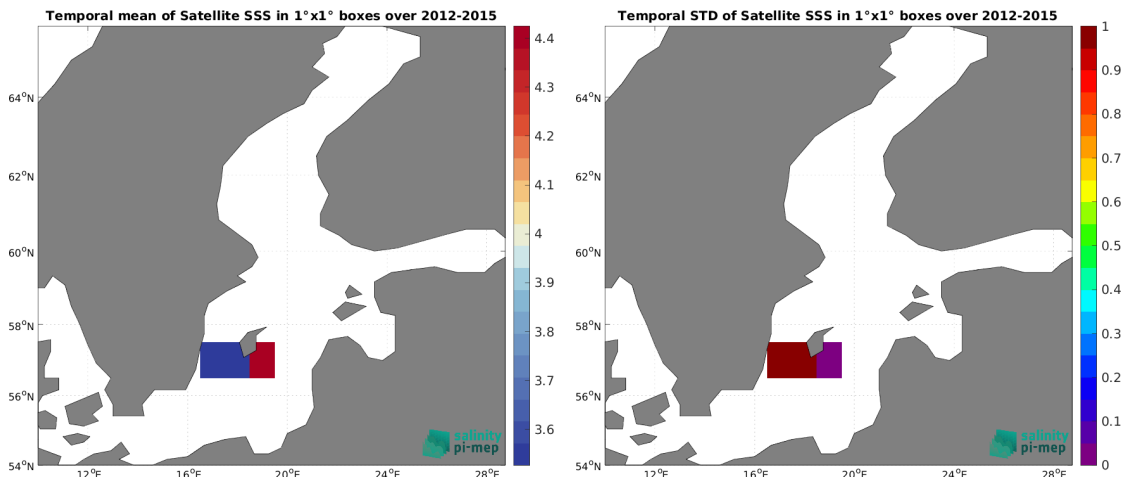 Temporal mean of Satellite SSS in 1°x1° boxes over 2012-2015
64°N
62°N
60°N
58°N
56°N
54°N
12°E
16°E
20°E
24°E
28°E
4.4
4.3
4.2
4.1
4
3.9
3.8
3.7
3.6
salinity
pi-mep
Temporal STD of Satellite SSS in 1°x1° boxes over 2012-2015
64°N
62°N
60°N
58°N
56°N
54°N
12°E
16°E
20°E
24°E
28°E
1
0.9
0.8
0.7
0.6
0.5
0.4
0.3
0.2
0.1
0
salinity
pi-mep